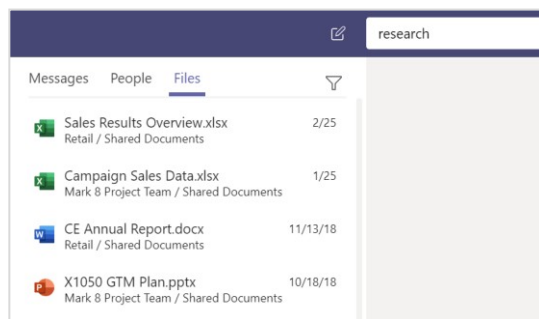 research
Messages People Files
Sales Results Overview.xlsx 2/25
Retail / Shared Documents
Campaign Sales Data.xlsx 1/25
Mark 8 Project Team / Shared Documents
CE Annual Report.docx 11/13/18
Retail / Shared Documents
X1050 GTM Plan.pptx 10/18/18
Mark 8 Project Team / Shared Documents